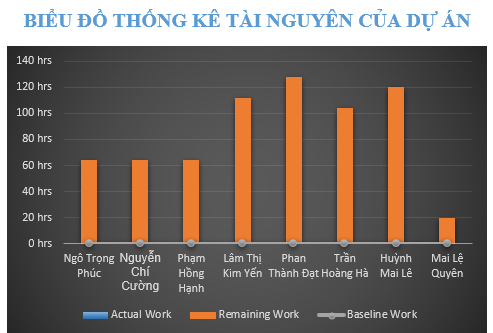 BIỂU ĐỒ THỐNG KÊ TÀI NGUYÊN CỦA DỰ ÁN
140 hrs
120 hrs
100 hrs
80 hrs
60 hrs
40 hrs
20 hrs
0 hrs
Ngô Trọng
Phúc
Nguyễn
Chí
Cường
Phạm
Hồng
Hạnh
Lâm Thị
Kim Yến
Phan
Thành Đạt
Trần
Hoàng Hà
Huỳnh
Mai Lê
Mai Lệ
Quyên
Actual Work
Remaining Work
Baseline Work